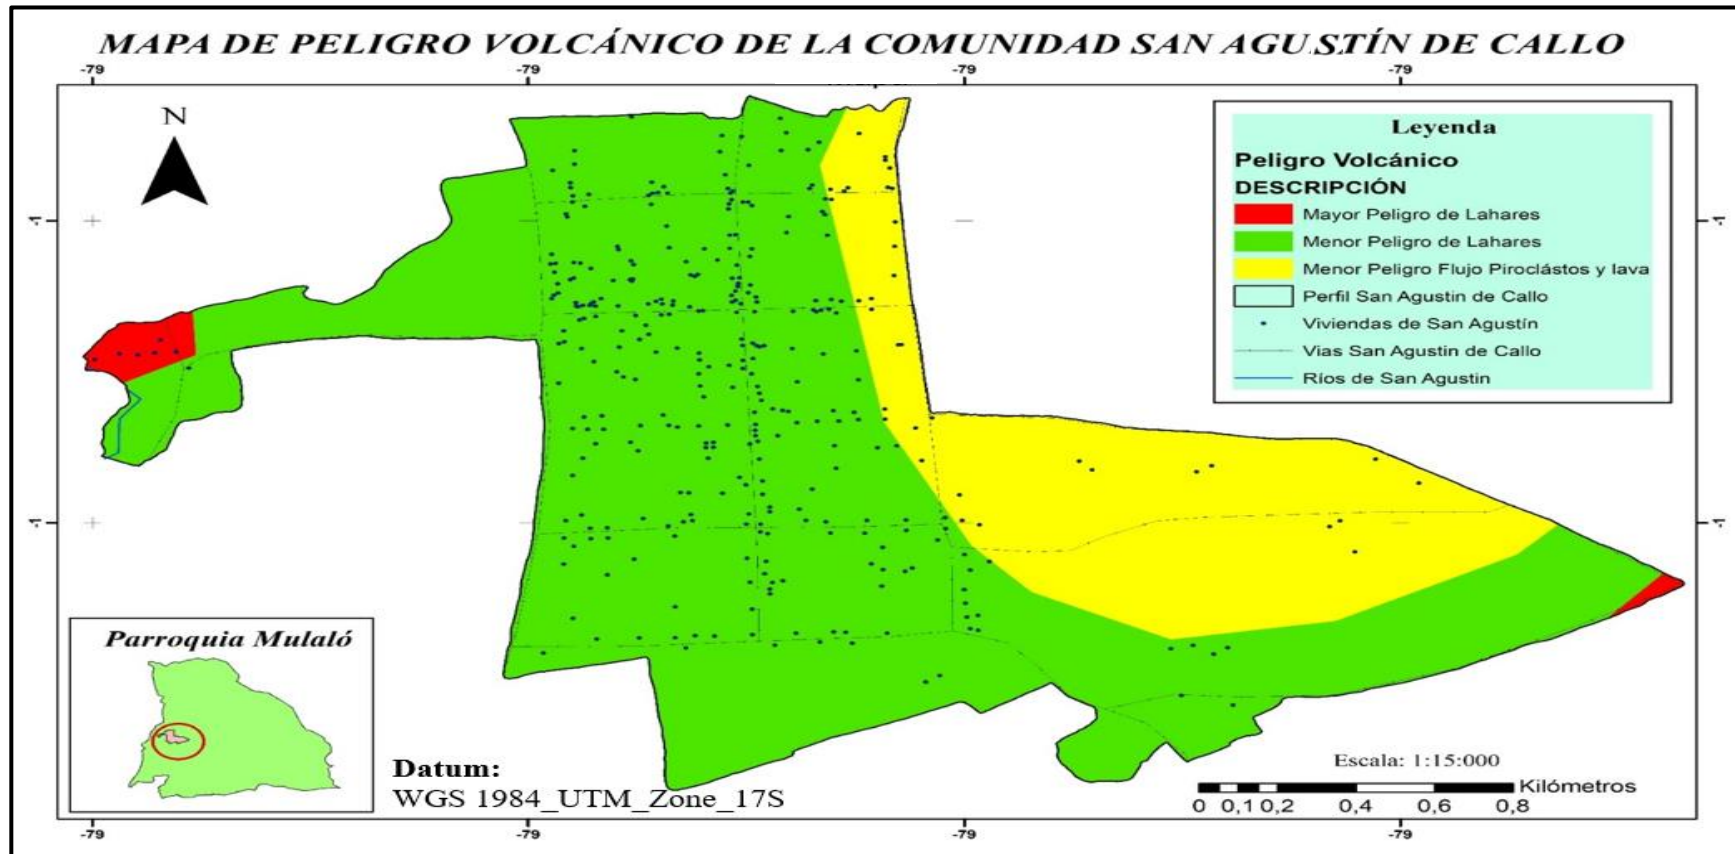 MAPA DE PELIGRO VOLCÁNICO DE LA COMUNIDAD SAN AGUSTÍN DE CALLO
-79 -79 -79 -79
N
Leyenda
Peligro Volcánico
DESCRIPCIÓN
Mayor Peligro de Lahares
Menor Peligro de Lahares
Menor Peligro Flujo Piroclástos y lava
Perfil San Agustin de Callo
Viviendas de San Agustín
Vias San Agustin de Callo
Ríos de San Agustin
-1 -1
-1 -1
Parroquia Mulaló
Datum:
WGS 1984_UTM_Zone_17S
Escala: 1:15:000
Kilómetros
0 0,1 0,2 0,4 0,6 0,8
-79 -79 -79 -79